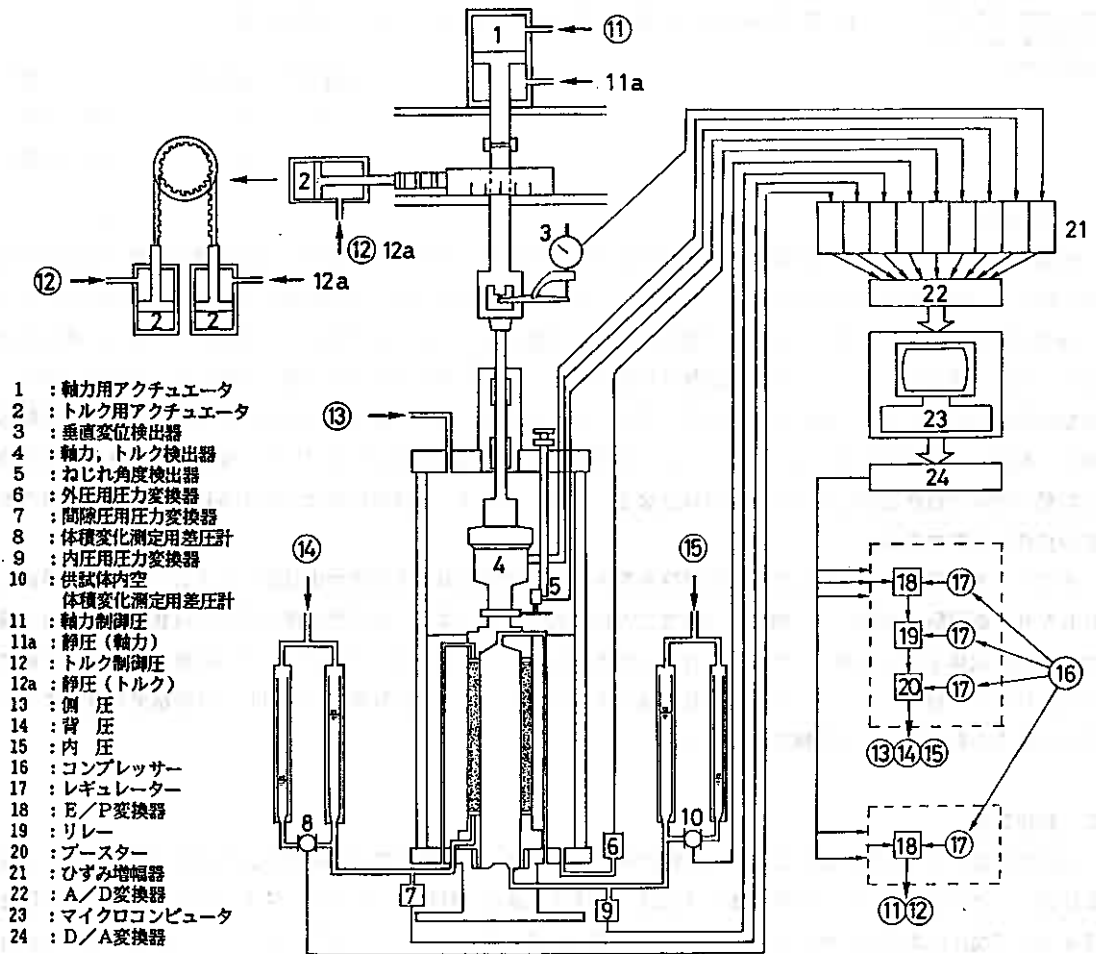 1
⑪
11a
2
⑫ 12a
3
21
22
23
24
⑫
12a
2
2
1 :軸力用アクチュエータ
2 :トルク用アクチュエータ
3 :垂直変位検出器
4 :軸力,トルク検出器
5 :ねじれ角度検出器
6 :外圧用圧力変換器
7 :間隙圧用圧力変換器
8 :体積変化測定用差圧計
9 :内圧用圧力変換器
10 :供試体内空
体積変化測定用差圧計
11 :軸力制御圧
11a :静圧(軸力)
12 :トルク制御圧
12a :静圧(トルク)
13 :側 圧
14 :背 圧
15 :内 圧
16 :コンプレッサー
17 :レギュレーター
18 :E/P変換器
19 :リレー
20 :ブースター
21 :ひずみ増幅器
22 :A/D変換器
23 :マイクロコンピュータ
24 :D/A変換器
⑬
⑭
⑮
4
5
8
10
6
7
9
18 ⑰
19 ⑰
20 ⑰
⑯
⑬⑭⑮
18 ⑰
⑪⑫